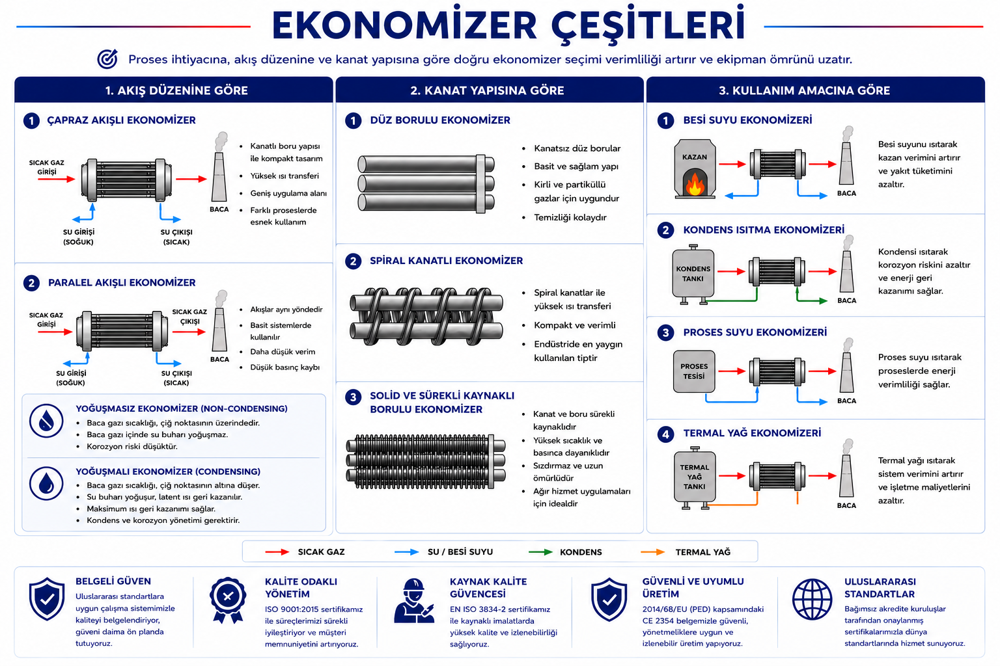 EKONOMİZER ÇEŞİTLERİ
Proses ihtiyacına, akış düzenine ve kanat yapısına göre doğru ekonomizer seçimi verimliliği artırır ve ekipman ömrünü uzatır.
1. AKIŞ DÜZENİNE GÖRE
1 ÇAPRAZ AKIŞLI EKONOMİZER
SICAK GAZ
GİRİŞİ
SU GİRİŞİ
(SOĞUK)
SU ÇIKIŞI
(SICAK)
BACA
• Kanatlı boru yapısı
ile kompakt tasarım
• Yüksek ısı transferi
• Geniş uygulama alanı
• Farklı proseslerde
esnek kullanım
2 PARALEL AKIŞLI EKONOMİZER
SICAK GAZ
GİRİŞİ
SICAK GAZ
ÇIKIŞI
SU GİRİŞİ
(SOĞUK)
SU ÇIKIŞI
(SICAK)
BACA
• Akışlar aynı yöndedir
• Basit sistemlerde
kullanılır
• Daha düşük verim
• Düşük basınç kaybı
YOĞUŞMASIZ EKONOMİZER (NON-CONDENSING)
• Baca gazı sıcaklığı, çiğ noktasının üzerindedir.
• Baca gazı içinde su buharı yoğuşmaz.
• Korozyon riski düşüktür.
YOĞUŞMALI EKONOMİZER (CONDENSING)
• Baca gazı sıcaklığı, çiğ noktasının altına düşer.
• Su buharı yoğuşur, latent ısı geri kazanılır.
• Maksimum ısı geri kazanımı sağlar.
• Kondens ve korozyon yönetimi gerektirir.
2. KANAT YAPISINA GÖRE
1 DÜZ BORULU EKONOMİZER
• Kanatsız düz borular
• Basit ve sağlam yapı
• Kirli ve partiküllü
gazlar için uygundur
• Temizliği kolaydır
2 SPİRAL KANATLI EKONOMİZER
• Spiral kanatlar ile
yüksek ısı transferi
• Kompakt ve verimli
• Endüstride en yaygın
kullanılan tiptir
3 SOLİD VE SÜREKLİ KAYNAKLI
BORULU EKONOMİZER
• Kanat ve boru sürekli
kaynaklıdır
• Yüksek sıcaklık ve
basınca dayanıklıdır
• Sızdırmaz ve uzun
ömürlüdür
• Ağır hizmet uygulamaları
için idealdir
3. KULLANIM AMACINA GÖRE
1 BESİ SUYU EKONOMİZERİ
KAZAN
BACA
Besi suyunu ısıtarak
kazan verimini artırır
ve yakıt tüketimini
azaltır.
2 KONDENS ISITMA EKONOMİZERİ
KONDENS
TANKI
BACA
Kondensi ısıtarak
korozyon riskini azaltır
ve enerji geri
kazanımı sağlar.
3 PROSES SUYU EKONOMİZERİ
PROSES
TESİSİ
BACA
Proses suyu ısıtarak
proseslerde enerji
verimliliği sağlar.
4 TERMAL YAĞ EKONOMİZERİ
TERMAL
YAĞ
TANKI
BACA
Termal yağı ısıtarak
sistem verimini artırır
ve işletme maliyetlerini
azaltır.
SICAK GAZ
SU / BESİ SUYU
KONDENS
TERMAL YAĞ
BELGELİ GÜVEN
Uluslararası standartlara
uygun çalışma sistemimizle
kaliteyi belgelendiriyor,
güveni daima ön planda
tutuyoruz.
KALİTE ODAKLI
YÖNETİM
ISO 9001:2015 sertifikamız
ile süreçlerimizi sürekli
iyileştiriyor ve müşteri
memnuniyetini artırıyoruz.
KAYNAK KALİTE
GÜVENCESİ
EN ISO 3834-2 sertifikamız
ile kaynaklı imalatlarda
yüksek kalite ve izlenebilirliği
sağlıyoruz.
GÜVENLİ VE UYUMLU
ÜRETİM
2014/68/EU (PED) kapsamındaki
CE 2354 belgemizle güvenli,
yönetmeliklere uygun ve
izlenebilir üretim yapıyoruz.
ULUSLARARASI
STANDARTLAR
Bağımsız akredite kuruluşlar
tarafından onaylanmış
sertifikalarımızla dünya
standartlarında hizmet sunuyoruz.